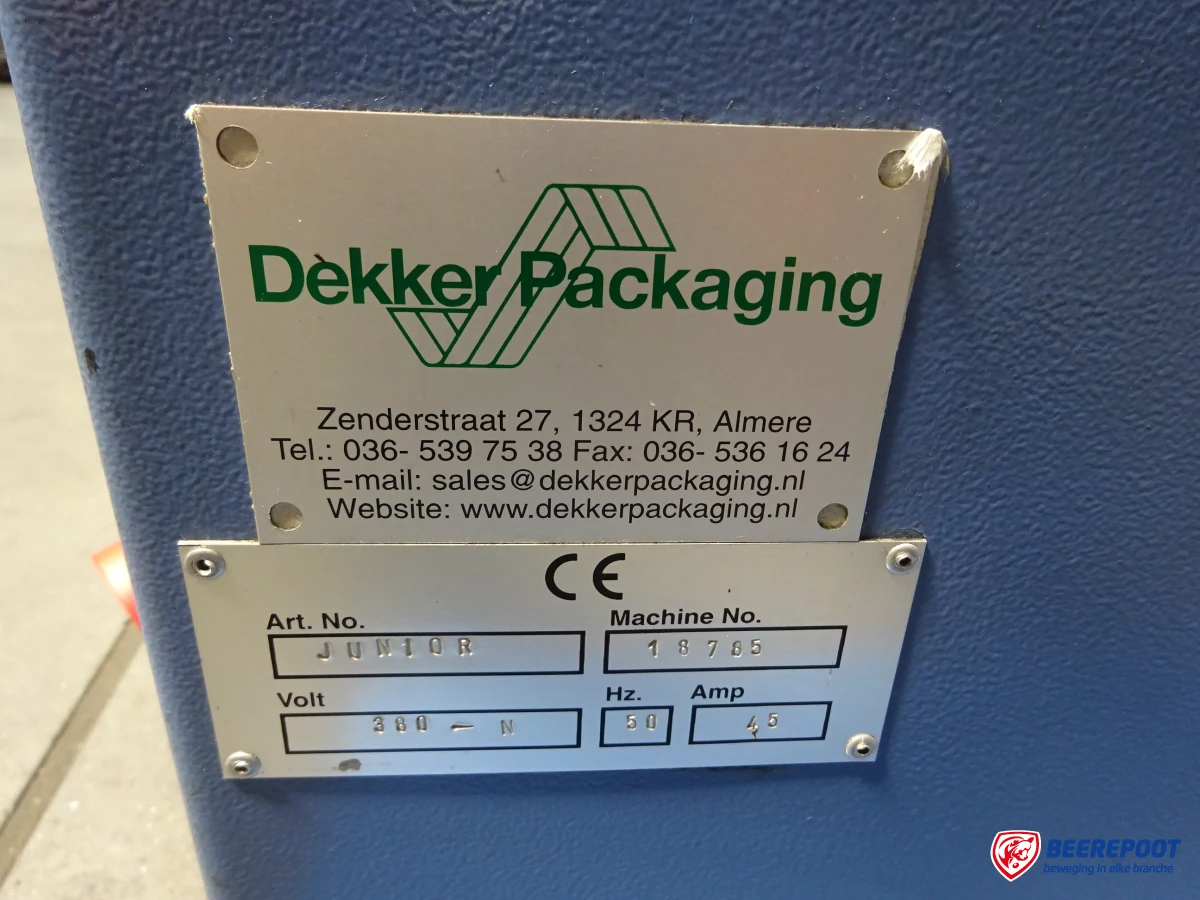 Dekker Packaging
Zenderstraat 27, 1324 KR, Almere
Tel.: 036- 539 75 38 Fax: 036- 536 16 24
E-mail: sales@dekkerpackaging.nl
Website: www.dekkerpackaging.nl
CE
Art. No. Machine No.
JUNIOR 18785
Volt Hz. Amp
380 - N 50 45
BEEREPOOT
beweging in elke branche